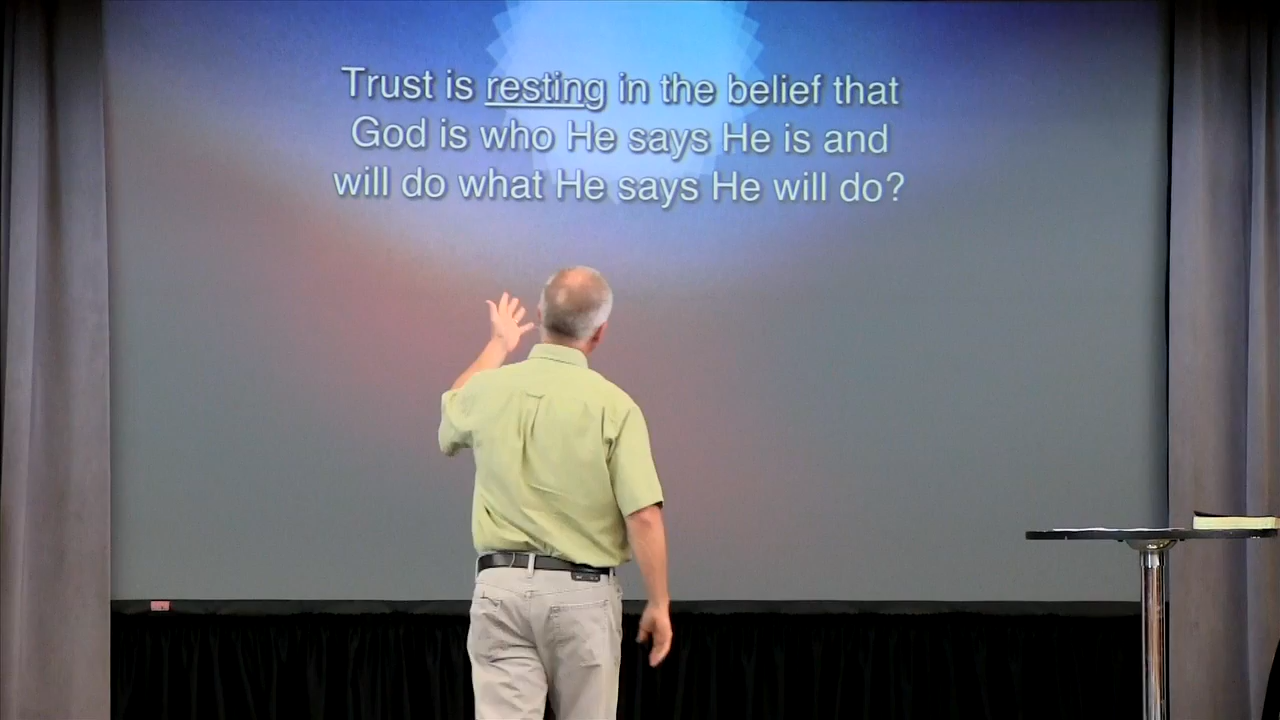 Trust is resting in the belief that
God is who He says He is and
will do what He says He will do?